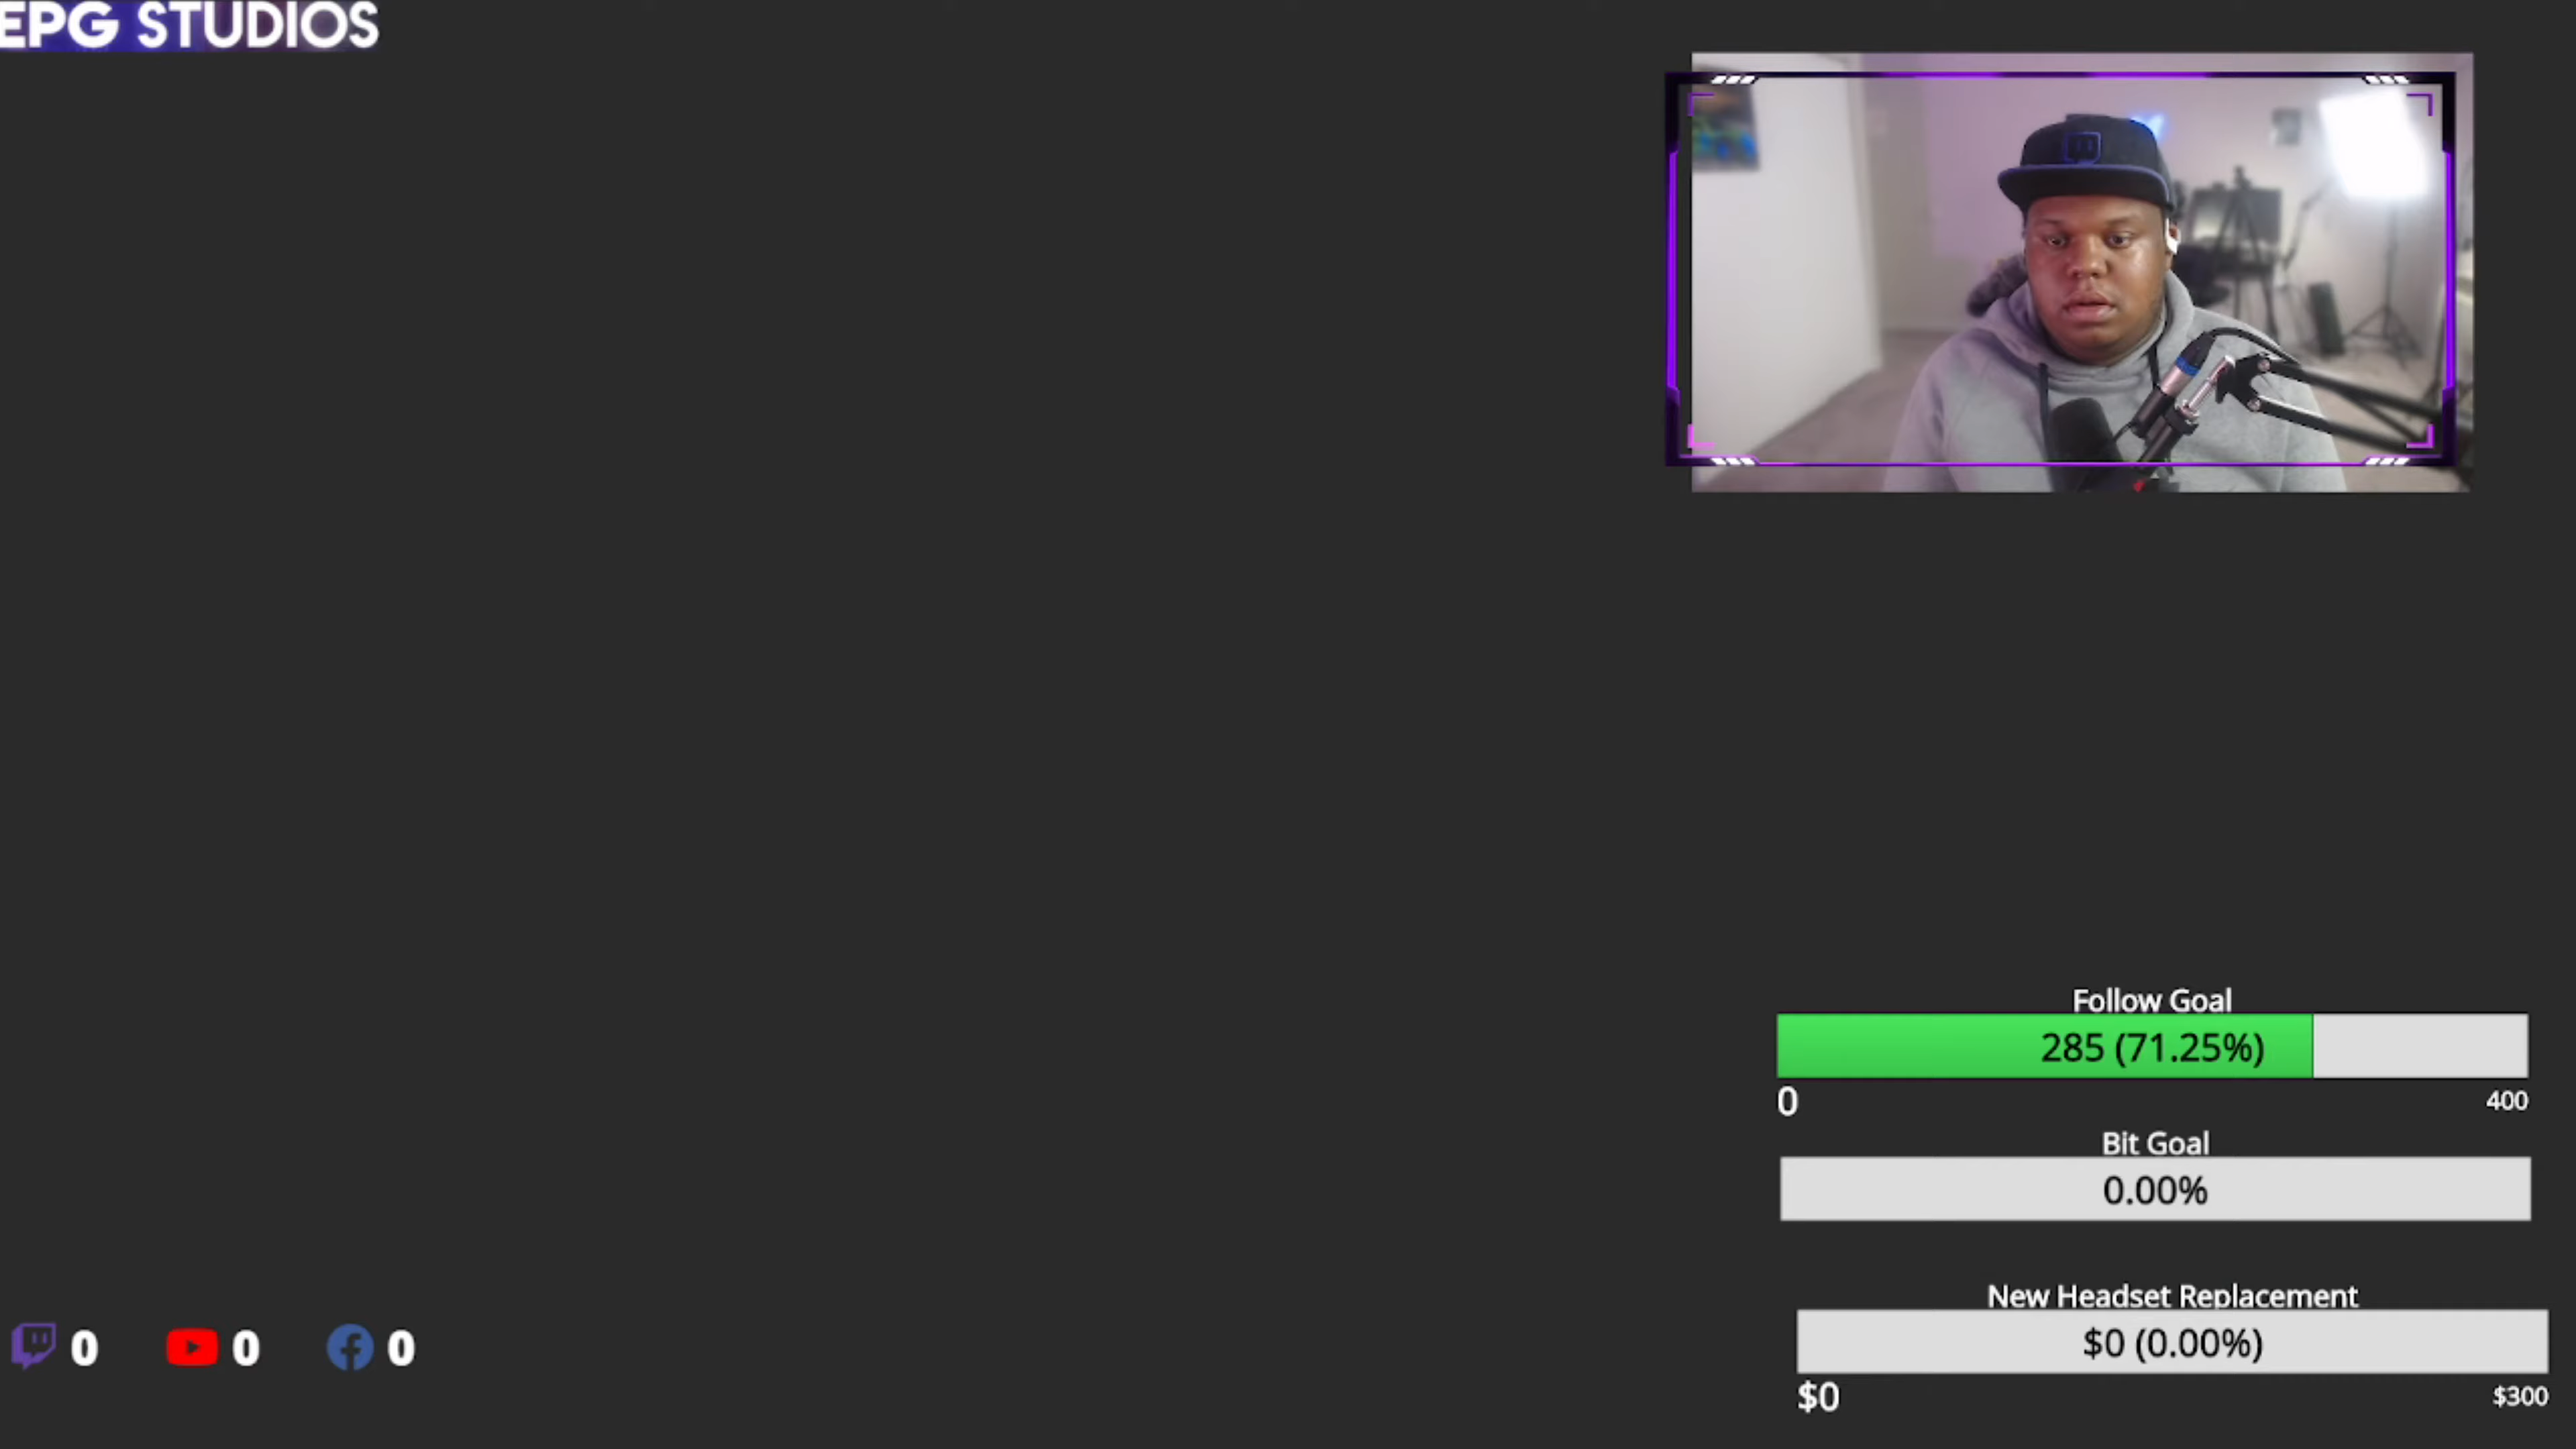 EPG STUDIOS
Follow Goal
285 (71.25%)
0 400
Bit Goal
0.00%
New Headset Replacement
$0 (0.00%)
$0 $300
0 0 0